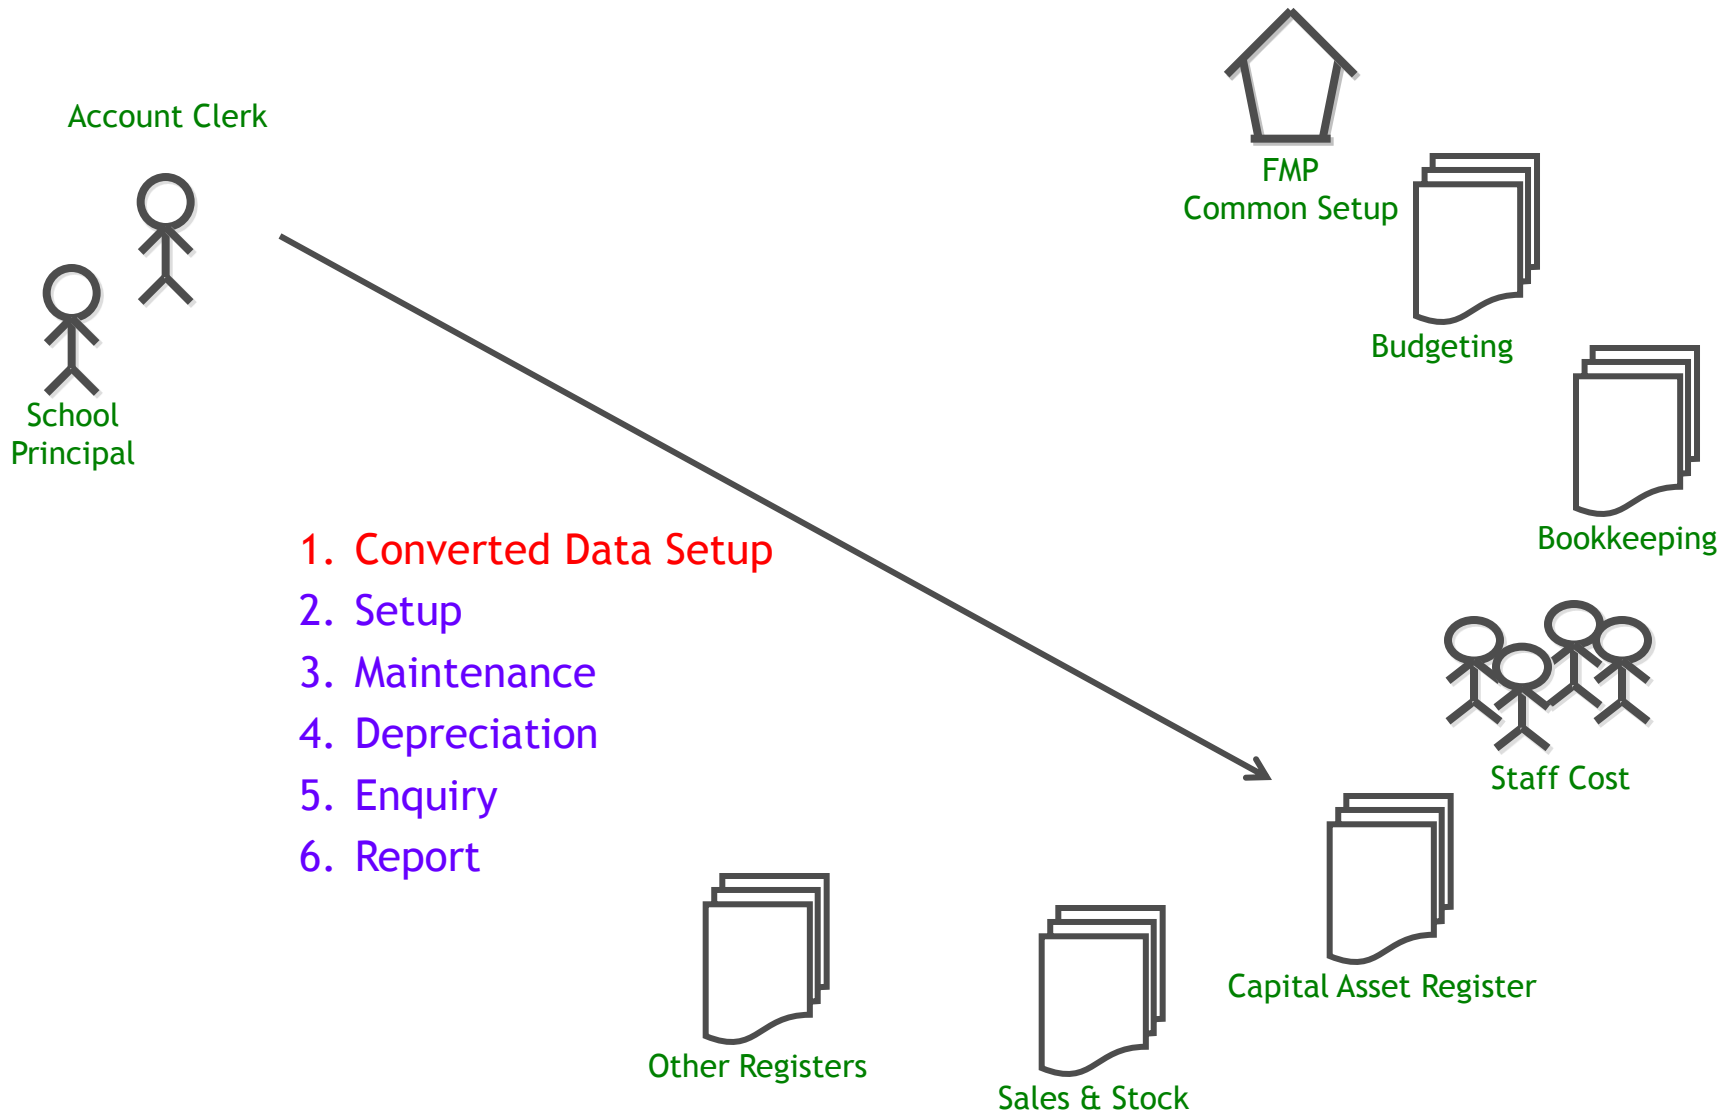 Account Clerk
School
Principal
FMP
Common Setup
Budgeting
Bookkeeping
1. Converted Data Setup
2. Setup
3. Maintenance
4. Depreciation
5. Enquiry
6. Report
Staff Cost
Capital Asset Register
Other Registers
Sales & Stock